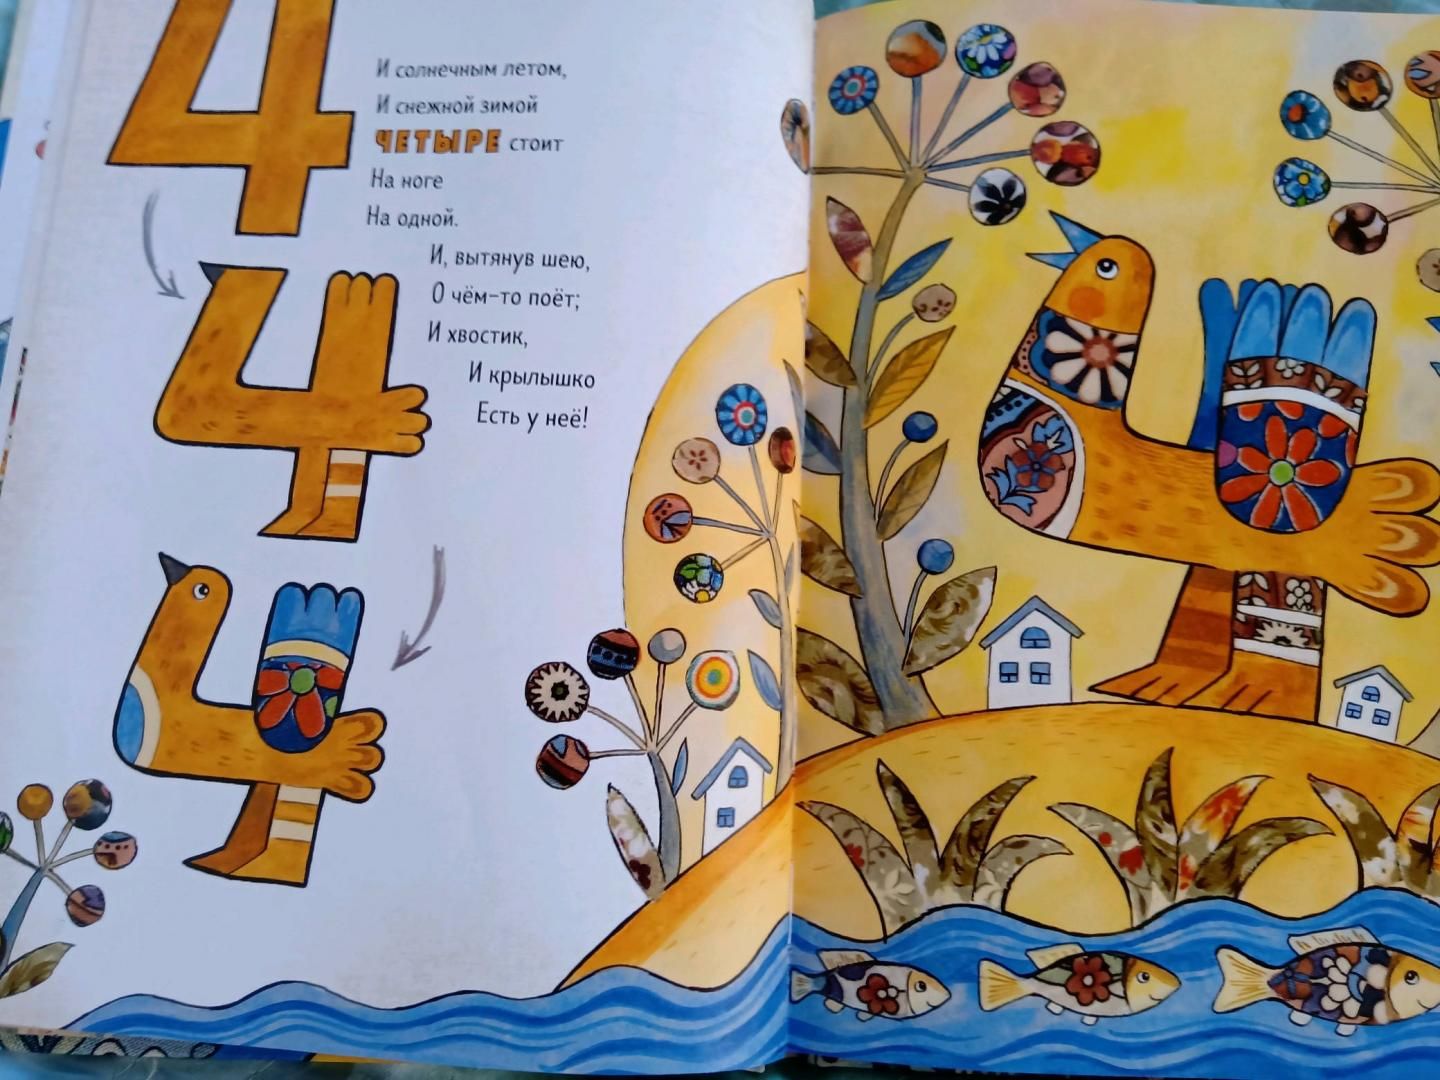 4
И солнечным летом,
И снежной зимой
ЧЕТЫРЕ стоит
На ноге
На одной.
И, вытянув шею,
О чём-то поёт;
И хвостик,
И крылышко
Есть у неё!